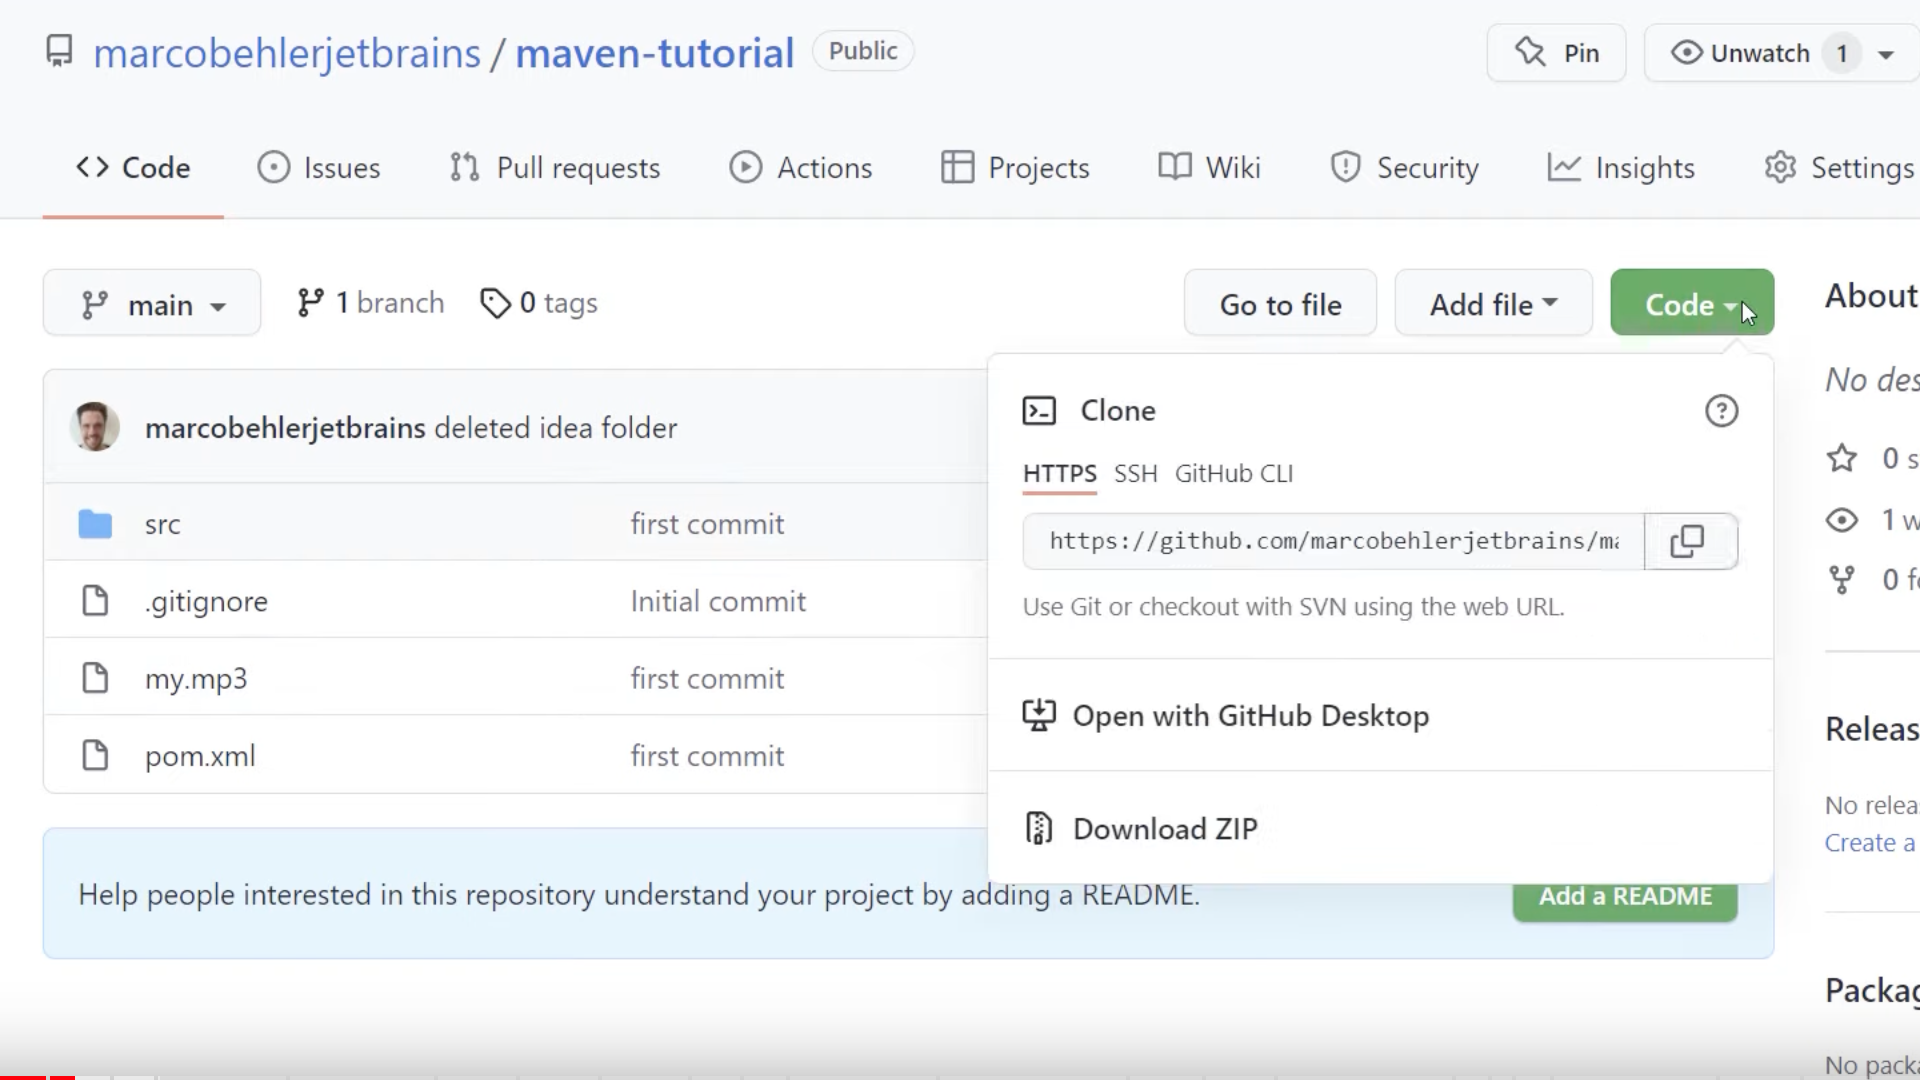 marcobehlerjetbrains / maven-tutorial Public
Pin
Unwatch 1
Code Issues Pull requests Actions Projects Wiki Security Insights Settings
main 1 branch 0 tags
Go to file Add file Code
About
No des
marcobehlerjetbrains deleted idea folder
Clone
HTTPS SSH GitHub CLI
0 s
src first commit
https://github.com/marcobehlerjetbrains/ma
1 w
.gitignore Initial commit
Use Git or checkout with SVN using the web URL.
0 fo
my.mp3 first commit
Open with GitHub Desktop
Releas
pom.xml first commit
No relea
Download ZIP
Create a
Help people interested in this repository understand your project by adding a README.
Add a README
Packag
No packa